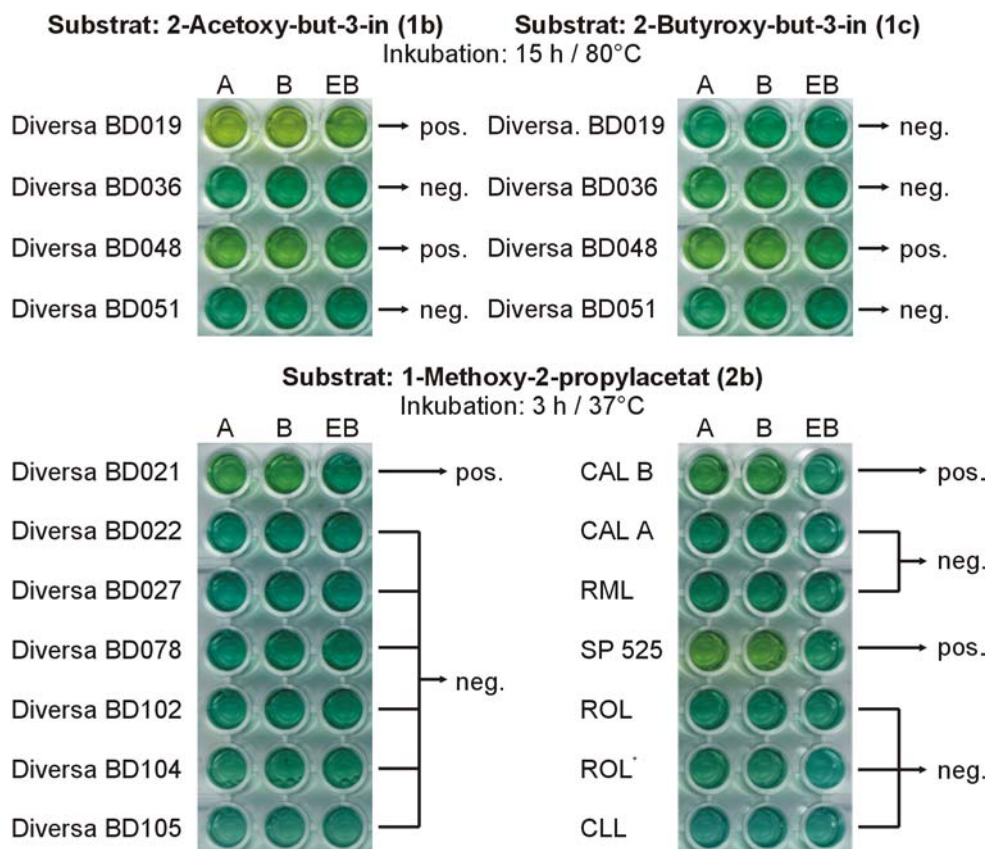 Substrat: 2-Acetoxy-but-3-in (1b) Substrat: 2-Butyroxy-but-3-in (1c)
Inkubation: 15 h / 80°C
A B EB A B EB
Diversa BD019 pos. Diversa. BD019 neg.
Diversa BD036 neg. Diversa BD036 neg.
Diversa BD048 pos. Diversa BD048 pos.
Diversa BD051 neg. Diversa BD051 neg.
Substrat: 1-Methoxy-2-propylacetat (2b)
Inkubation: 3 h / 37°C
A B EB A B EB
Diversa BD021 pos. CAL B pos.
Diversa BD022 CAL A
neg.
Diversa BD027 RML
Diversa BD078 SP 525 pos.
neg.
Diversa BD102 ROL
Diversa BD104 ROL* neg.
Diversa BD105 CLL